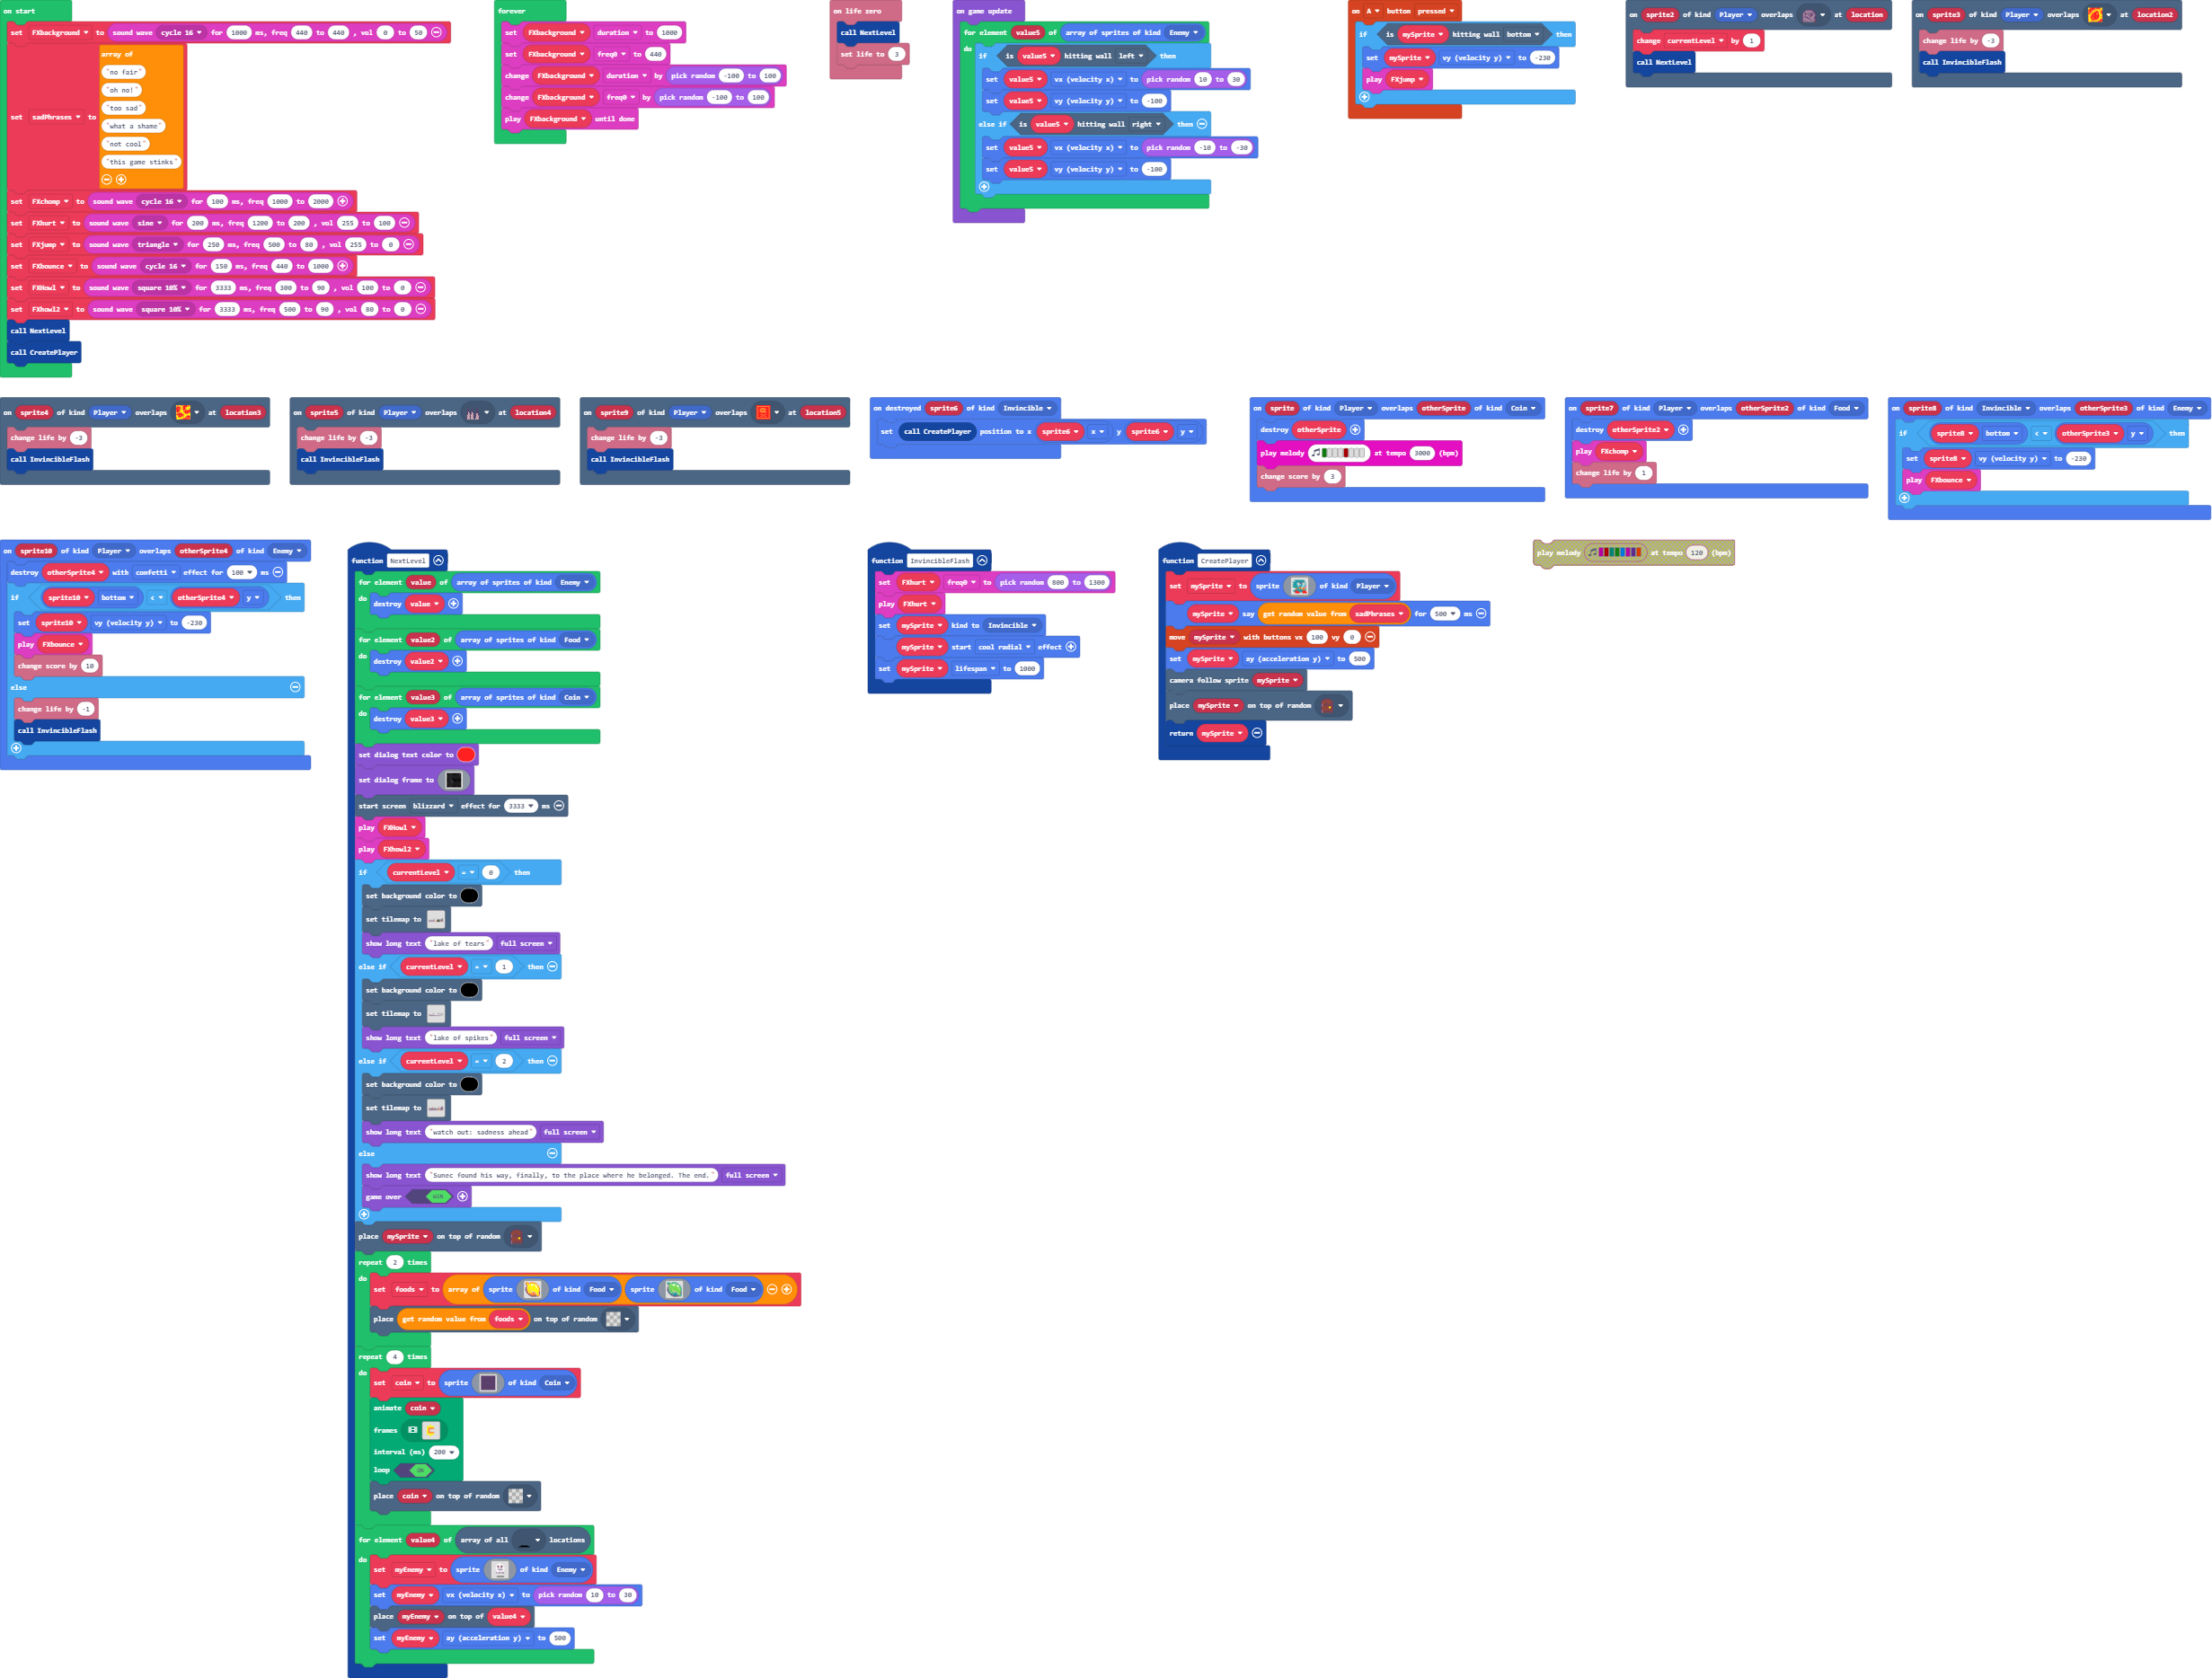 on start
set FXbackground to sound wave cycle 16 for 1000 ms, freq 440 to 440 , vol 0 to 50
set sadPhrases to
array of
"no fair"
"oh no!"
"too sad"
"what a shame"
"not cool"
"this game stinks"
set FXchomp to sound wave cycle 16 for 100 ms, freq 1000 to 2000
set FXhurt to sound wave sine for 200 ms, freq 1200 to 200 , vol 255 to 100
set FXjump to sound wave triangle for 250 ms, freq 500 to 80 , vol 255 to 0
set FXbounce to sound wave cycle 16 for 150 ms, freq 440 to 1000
set FXHowl to sound wave square 10% for 3333 ms, freq 300 to 90 , vol 100 to 0
set FXhowl2 to sound wave square 10% for 3333 ms, freq 500 to 90 , vol 80 to 0
call NextLevel
call CreatePlayer
forever
set FXbackground duration to 1000
set FXbackground freq0 to 440
change FXbackground duration by pick random -100 to 100
change FXbackground freq0 by pick random -100 to 100
play FXbackground until done
on life zero
call NextLevel
set life to 3
on game update
for element value5 of array of sprites of kind Enemy
do
if is value5 hitting wall left then
set value5 vx (velocity x) to pick random 10 to 30
set value5 vy (velocity y) to -100
else if is value5 hitting wall right then
set value5 vx (velocity x) to pick random -10 to -30
set value5 vy (velocity y) to -100
on A button pressed
if is mySprite hitting wall bottom then
set mySprite vy (velocity y) to -230
play FXjump
on sprite2 of kind Player overlaps at location
change currentLevel by 1
call NextLevel
on sprite3 of kind Player overlaps at location2
change life by -3
call InvincibleFlash
on sprite4 of kind Player overlaps at location3
change life by -3
call InvincibleFlash
on sprite5 of kind Player overlaps at location4
change life by -3
call InvincibleFlash
on sprite9 of kind Player overlaps at location5
change life by -3
call InvincibleFlash
on destroyed sprite6 of kind Invincible
set call CreatePlayer position to x sprite6 x y sprite6 y
on sprite of kind Player overlaps otherSprite of kind Coin
destroy otherSprite
play melody at tempo 3000 (bpm)
change score by 3
on sprite7 of kind Player overlaps otherSprite2 of kind Food
destroy otherSprite2
play FXchomp
change life by 1
on sprite8 of kind Invincible overlaps otherSprite3 of kind Enemy
if sprite8 bottom < otherSprite3 y then
set sprite8 vy (velocity y) to -230
play FXbounce
on sprite10 of kind Player overlaps otherSprite4 of kind Enemy
destroy otherSprite4 with confetti effect for 100 ms
if sprite10 bottom < otherSprite4 y then
set sprite10 vy (velocity y) to -230
play FXbounce
change score by 10
else
change life by -1
call InvincibleFlash
function NextLevel
for element value of array of sprites of kind Enemy
do
destroy value
for element value2 of array of sprites of kind Food
do
destroy value2
for element value3 of array of sprites of kind Coin
do
destroy value3
set dialog text color to
set dialog frame to
start screen blizzard effect for 3333 ms
play FXHowl
play FXhowl2
if currentLevel = 0 then
set background color to
set tilemap to
show long text "lake of tears" full screen
else if currentLevel = 1 then
set background color to
set tilemap to
show long text "lake of spikes" full screen
else if currentLevel = 2 then
set background color to
set tilemap to
show long text "watch out: sadness ahead" full screen
else
show long text "Sunec found his way, finally, to the place where he belonged. The end." full screen
game over WIN
place mySprite on top of random
repeat 2 times
do
set foods to array of sprite of kind Food sprite of kind Food
place get random value from foods on top of random
repeat 4 times
do
set coin to sprite of kind Coin
animate coin
frames
interval (ms) 200
loop ON
place coin on top of random
for element value4 of array of all locations
do
set myEnemy to sprite of kind Enemy
set myEnemy vx (velocity x) to pick random 10 to 30
place myEnemy on top of value4
set myEnemy ay (acceleration y) to 500
function InvincibleFlash
set FXhurt freq0 to pick random 800 to 1300
play FXhurt
set mySprite kind to Invincible
mySprite start cool radial effect
set mySprite lifespan to 1000
function CreatePlayer
set mySprite to sprite of kind Player
mySprite say get random value from sadPhrases for 500 ms
move mySprite with buttons vx 100 vy 0
set mySprite ay (acceleration y) to 500
camera follow sprite mySprite
place mySprite on top of random
return mySprite
play melody at tempo 120 (bpm)